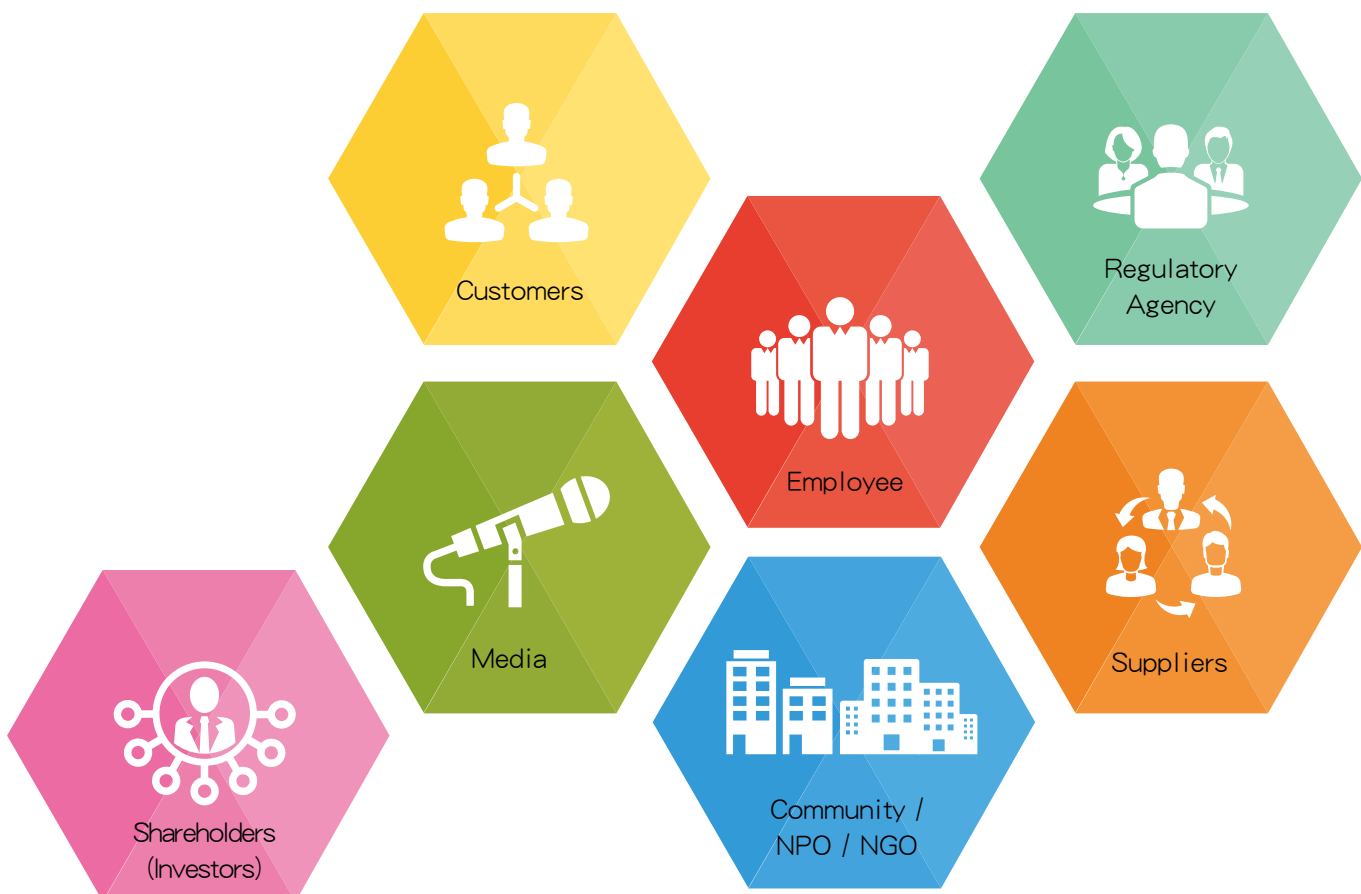 Customers
Regulatory
Agency
Employee
Media
Suppliers
Shareholders
(Investors)
Community /
NPO / NGO